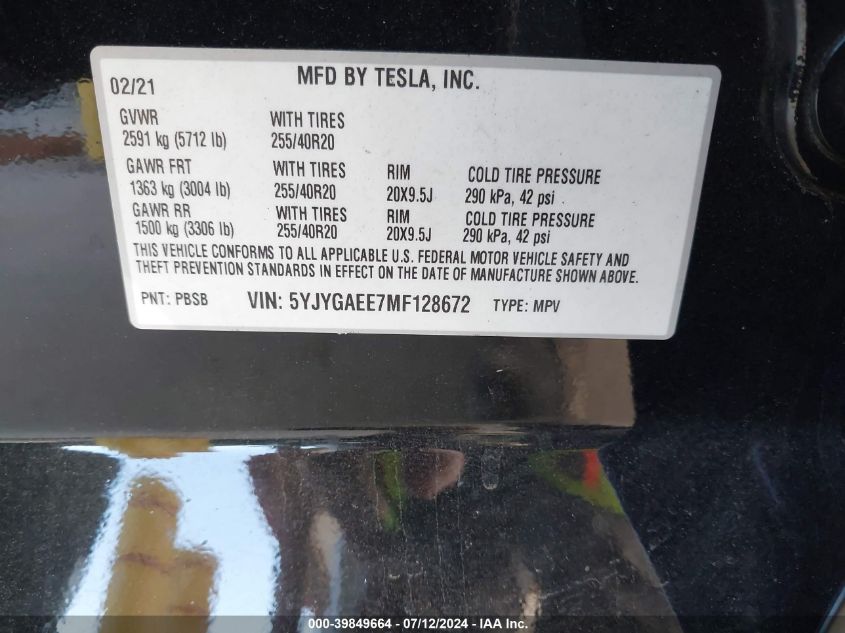 02/21 MFD BY TESLA, INC.
GVWR WITH TIRES
2591 kg (5712 lb) 255/40R20
GAWR FRT WITH TIRES RIM COLD TIRE PRESSURE
1363 kg (3004 lb) 255/40R20 20X9.5J 290 kPa, 42 psi
GAWR RR WITH TIRES RIM COLD TIRE PRESSURE
1500 kg (3306 lb) 255/40R20 20X9.5J 290 kPa, 42 psi
THIS VEHICLE CONFORMS TO ALL APPLICABLE U.S. FEDERAL MOTOR VEHICLE SAFETY AND
THEFT PREVENTION STANDARDS IN EFFECT ON THE DATE OF MANUFACTURE SHOWN ABOVE.
PNT: PBSB VIN: 5YJYGAEE7MF128672 TYPE: MPV
000-39849664 - 07/12/2024 - IAA Inc.